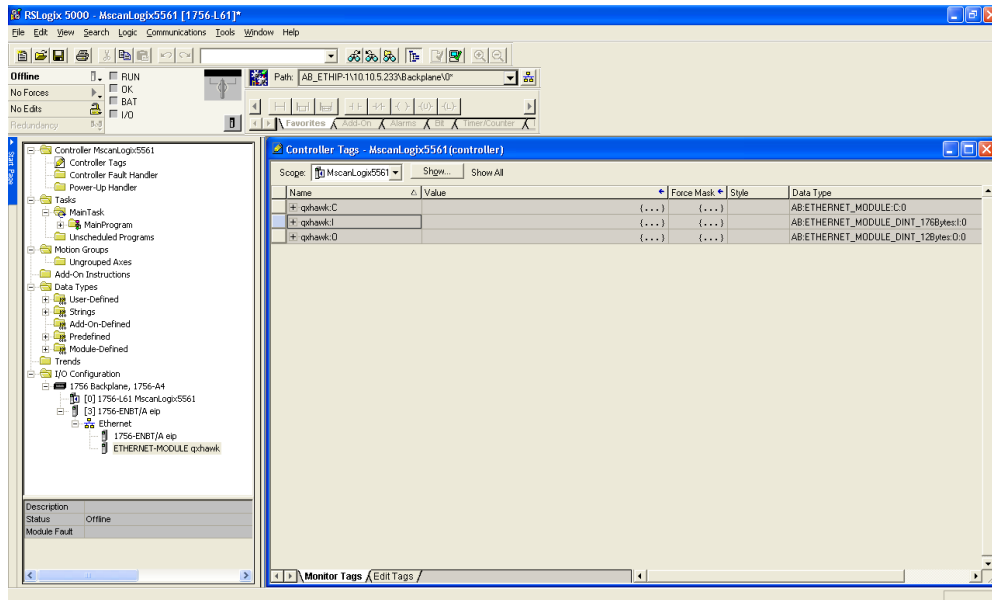 RSLogix 5000 - MscanLogix5561 [1756-L61]*
File Edit View Search Logic Communications Tools Window Help
Offline RUN
No Forces OK
No Edits BAT
Redundancy I/O
Path: AB_ETHIP-1\10.10.5.233\Backplane\0*
Favorites Add-On Alarms Bit Timer/Counter
Start Page
Controller MscanLogix5561
Controller Tags
Controller Fault Handler
Power-Up Handler
Tasks
MainTask
MainProgram
Unscheduled Programs
Motion Groups
Ungrouped Axes
Add-On Instructions
Data Types
User-Defined
Strings
Add-On-Defined
Predefined
Module-Defined
Trends
I/O Configuration
1756 Backplane, 1756-A4
[0] 1756-L61 MscanLogix5561
[3] 1756-ENBT/A eip
Ethernet
1756-ENBT/A eip
ETHERNET-MODULE qxhawk
Description
Status Offline
Module Fault
Controller Tags - MscanLogix5561(controller)
Scope: MscanLogix5561 Show... Show All
Name Value Force Mask Style Data Type
qxhawk:C {...} {...} AB:ETHERNET_MODULE:C:0
qxhawk:I {...} {...} AB:ETHERNET_MODULE_DINT_176Bytes:I:0
qxhawk:O {...} {...} AB:ETHERNET_MODULE_DINT_12Bytes:O:0
Monitor Tags Edit Tags